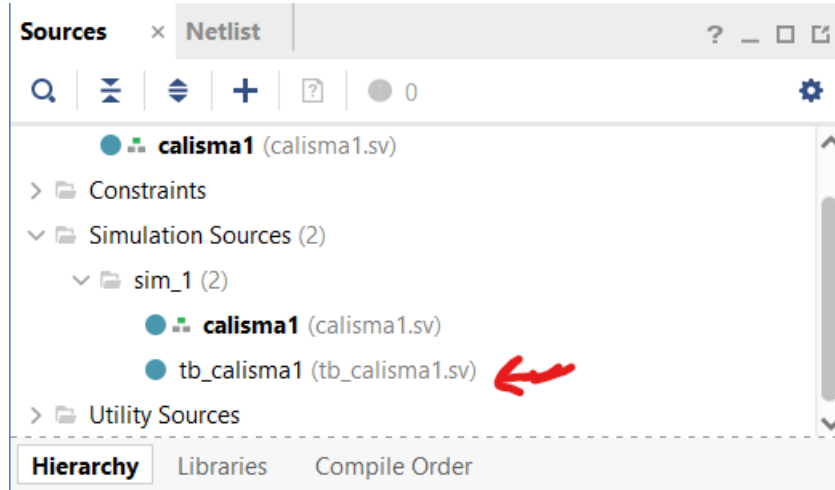 Sources × Netlist ?
? 0
calisma1 (calisma1.sv)
Constraints
Simulation Sources (2)
sim_1 (2)
calisma1 (calisma1.sv)
tb_calisma1 (tb_calisma1.sv)
Utility Sources
Hierarchy Libraries Compile Order